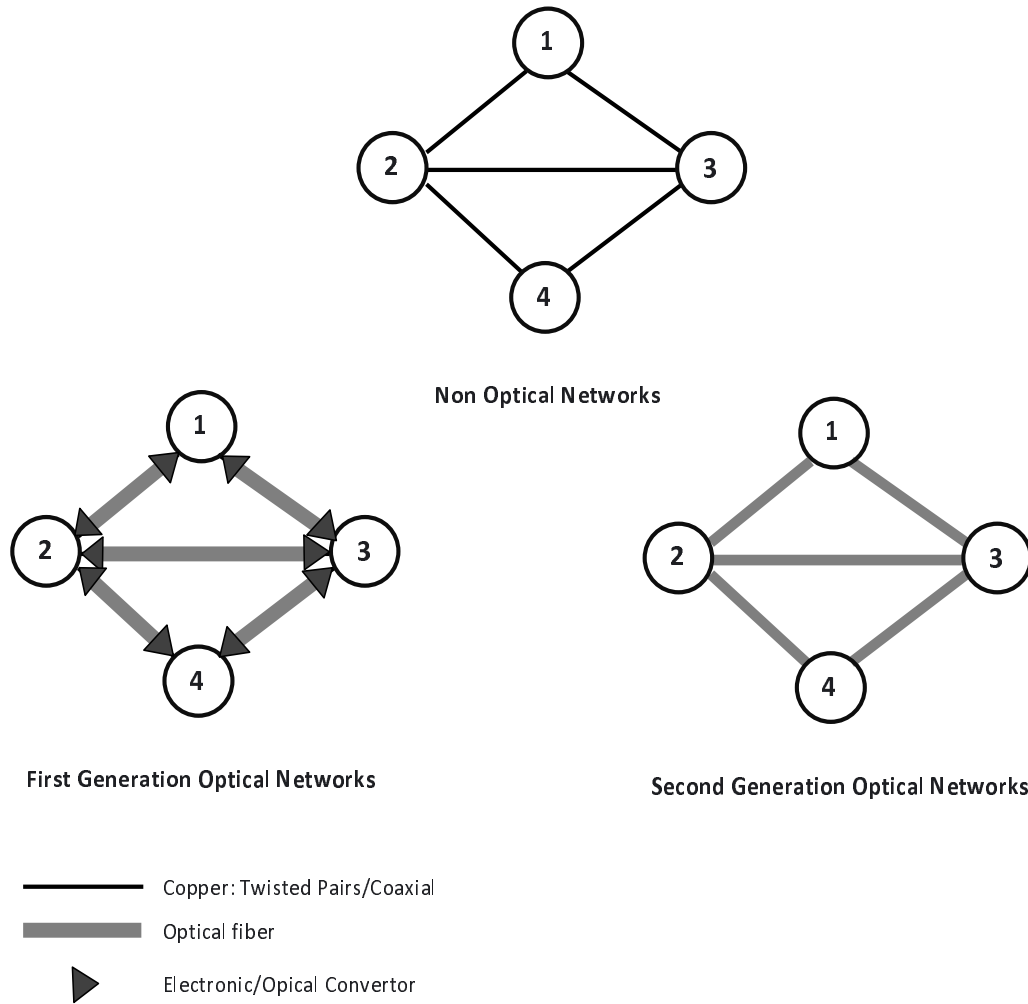 1
2
3
4
Non Optical Networks
1
2
3
4
First Generation Optical Networks
1
2
3
4
Second Generation Optical Networks
Copper: Twisted Pairs/Coaxial
Optical fiber
Electronic/Opical Convertor